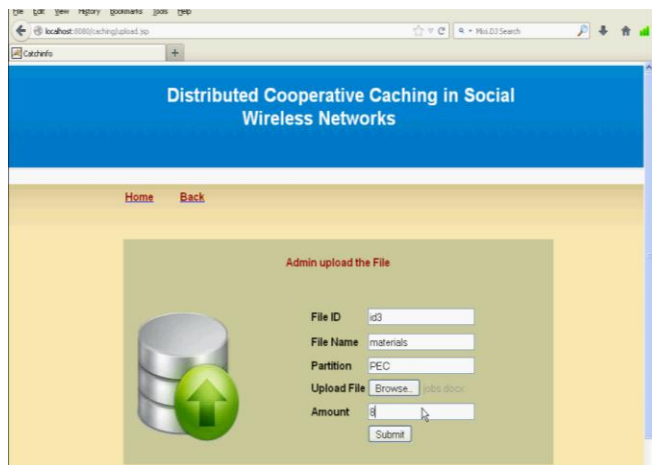 File Edit View History Bookmarks Tools Help
localhost:8080/caching/upload.jsp
Search
Catchinfo +
Distributed Cooperative Caching in Social
Wireless Networks
Home Back
Admin upload the File
File ID id3
File Name materials
Partition PEC
Upload File Browse.. jobs.docx
Amount 8
Submit